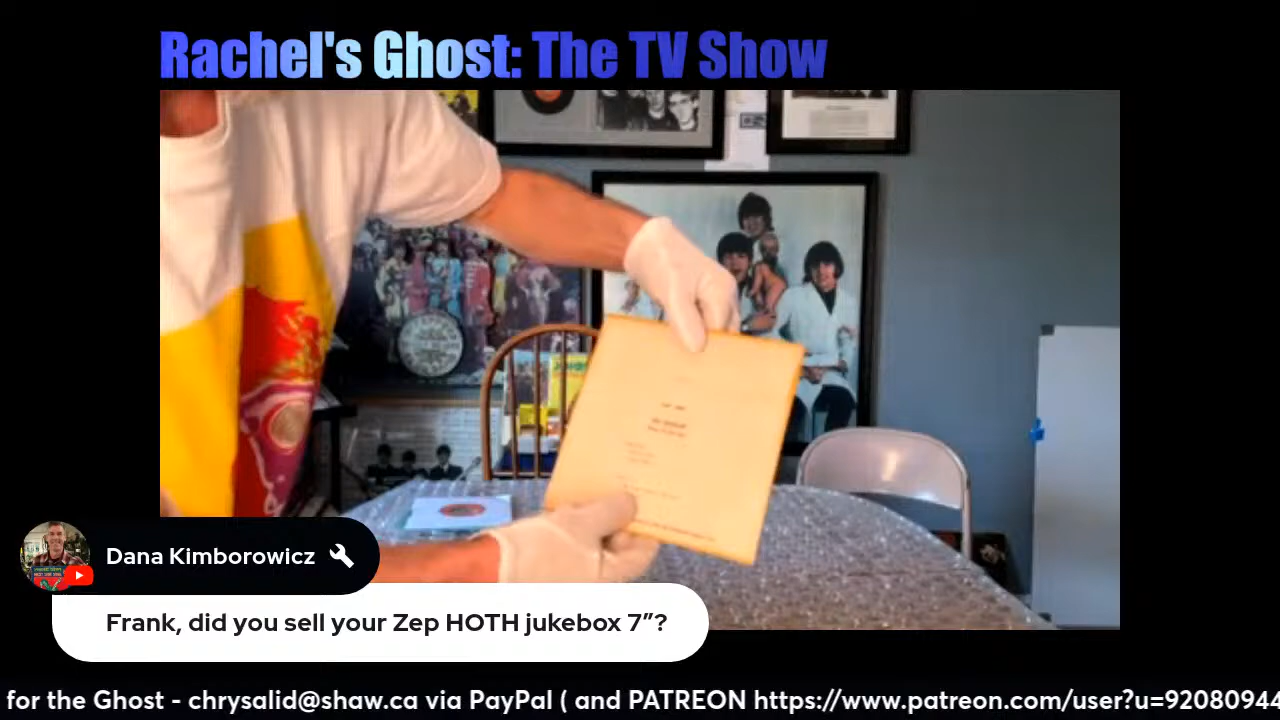 Rachel's Ghost: The TV Show
Dana Kimborowicz
Frank, did you sell your Zep HOTH jukebox 7”?
for the Ghost - chrysalid@shaw.ca via PayPal ( and PATREON https://www.patreon.com/user?u=92080944